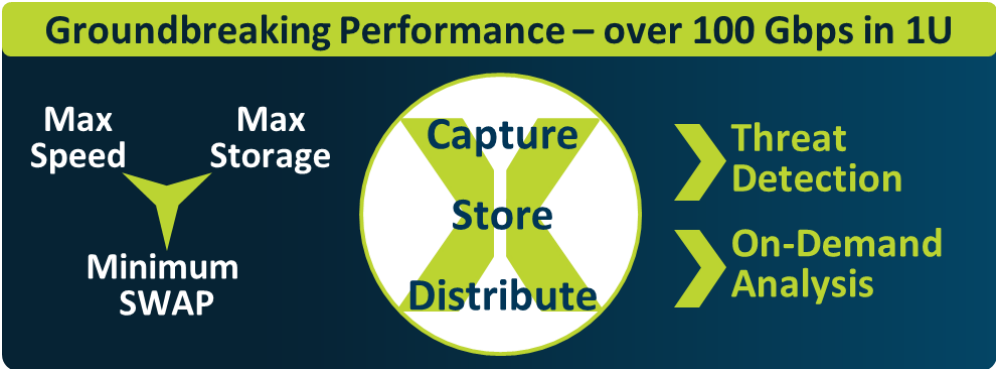 Groundbreaking Performance – over 100 Gbps in 1U
Max
Speed
Max
Storage
Minimum
SWAP
Capture
Store
Distribute
Threat
Detection
On-Demand
Analysis